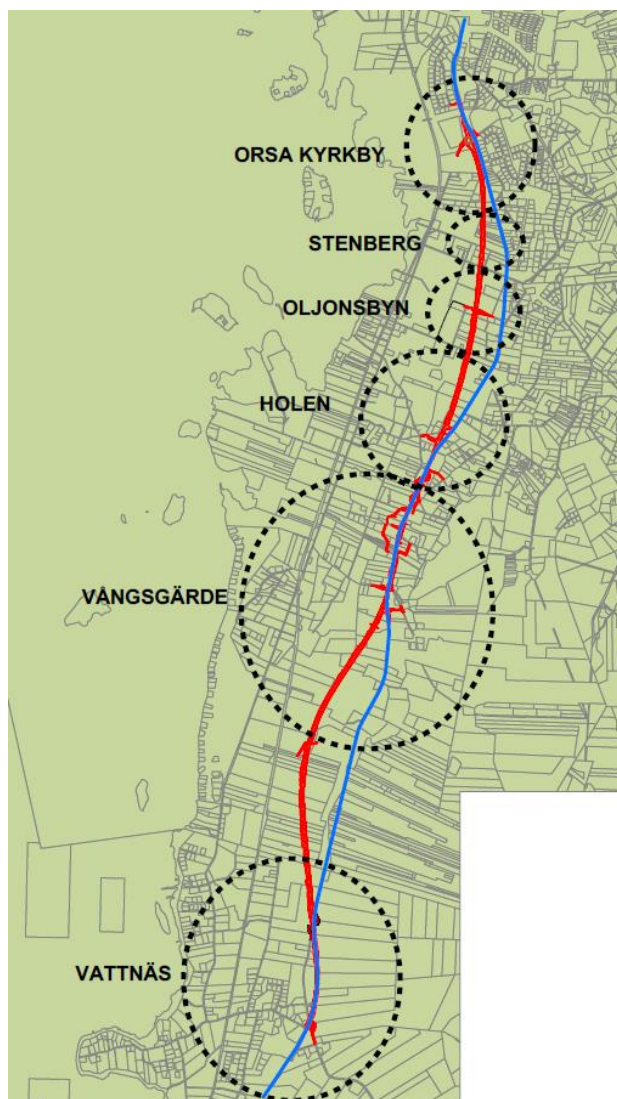 ORSA KYRKBY
STENBERG
OLJONSBYN
HOLEN
VÅNGSGÄRDE
VATTNÄS